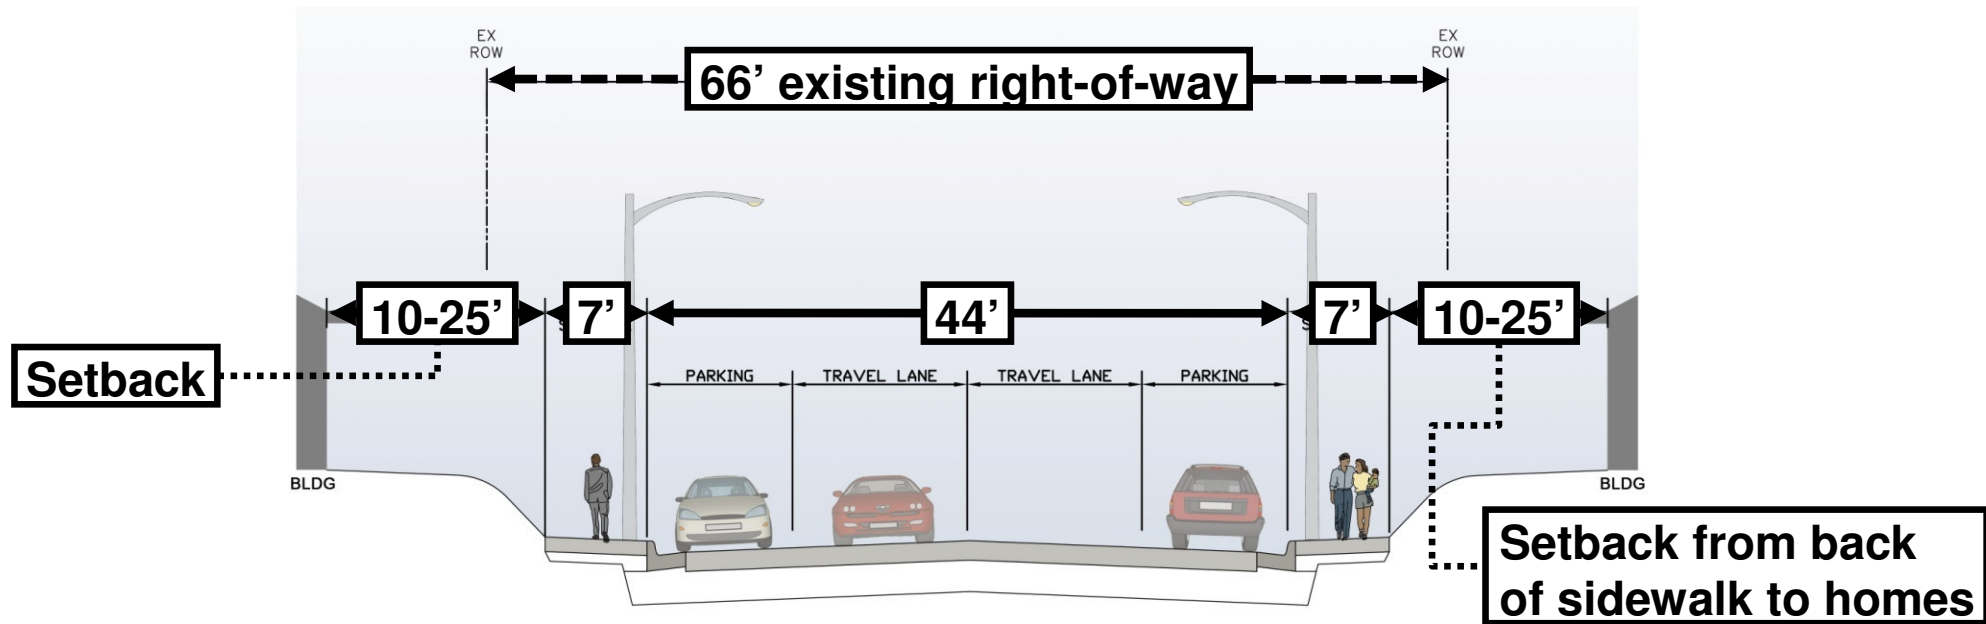 EX
ROW
EX
ROW
66’ existing right-of-way
10-25’
7’
44’
7’
10-25’
Setback
PARKING
TRAVEL LANE
TRAVEL LANE
PARKING
BLDG
BLDG
Setback from back
of sidewalk to homes